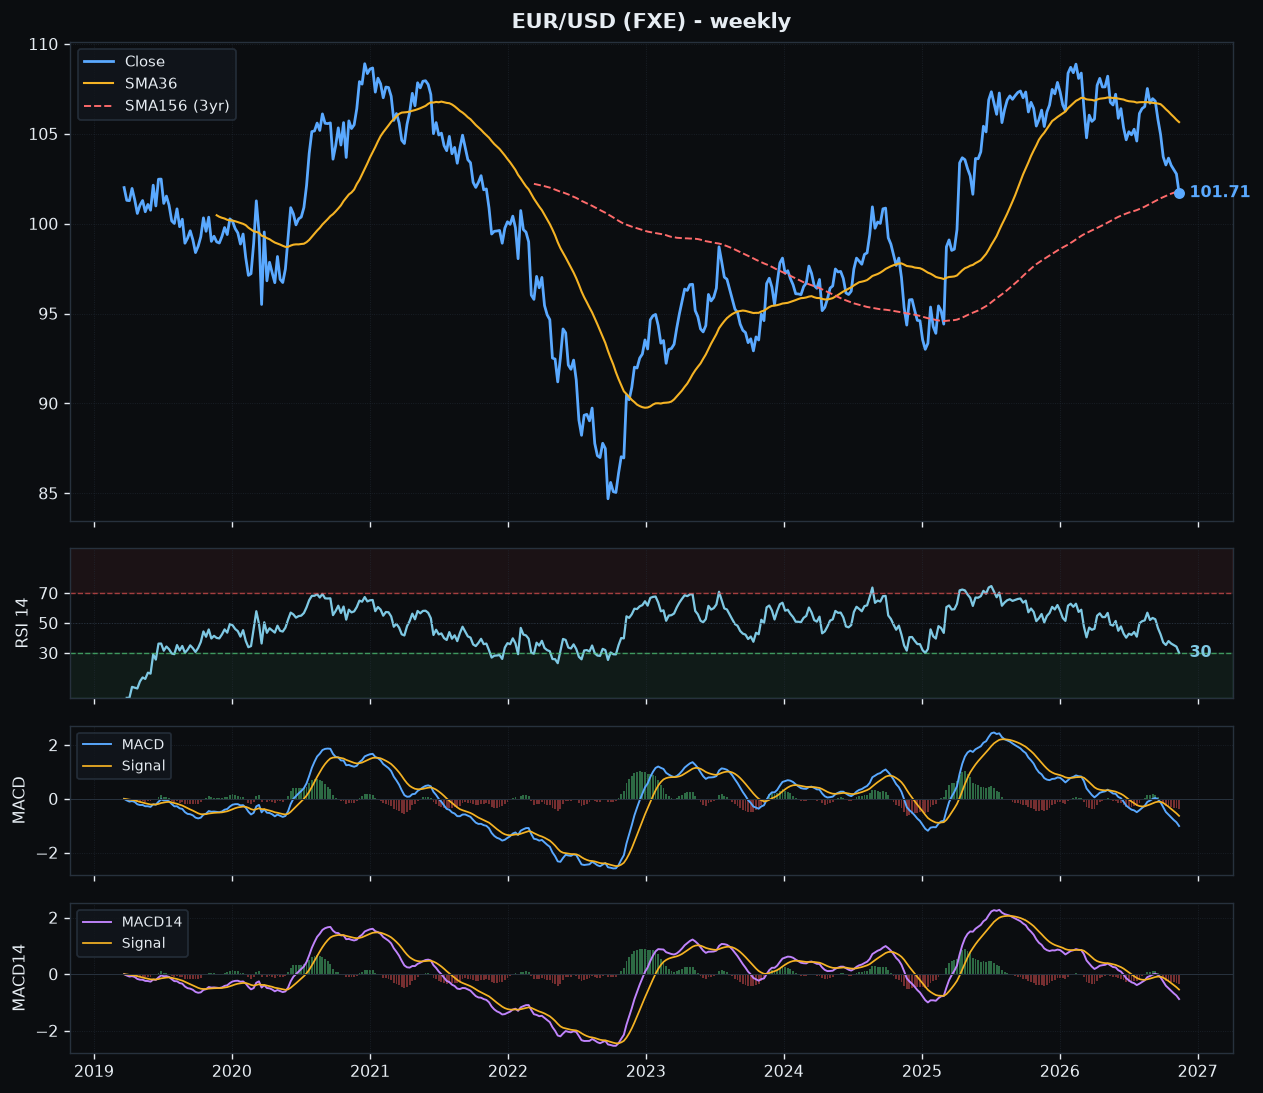 EUR/USD (FXE) - weekly
Close
SMA36
SMA156 (3yr)
110
105
100
95
90
85
101.71
RSI 14
70
50
30
30
MACD
MACD
Signal
2
0
−2
MACD14
MACD14
Signal
2
0
−2
2019 2020 2021 2022 2023 2024 2025 2026 2027